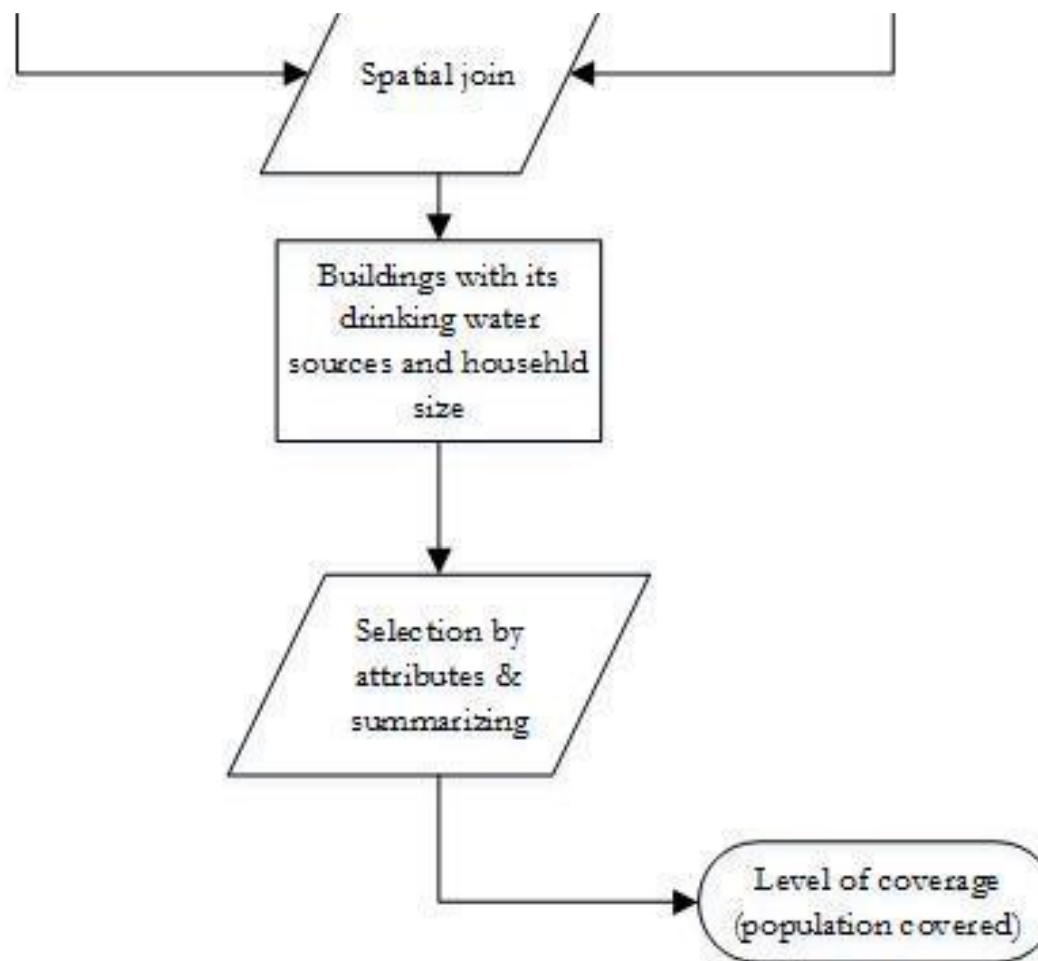 Spatial join
Buildings with its
drinking water
sources and househld
size
Selection by
attributes &
summarizing
Level of coverage
(population covered)